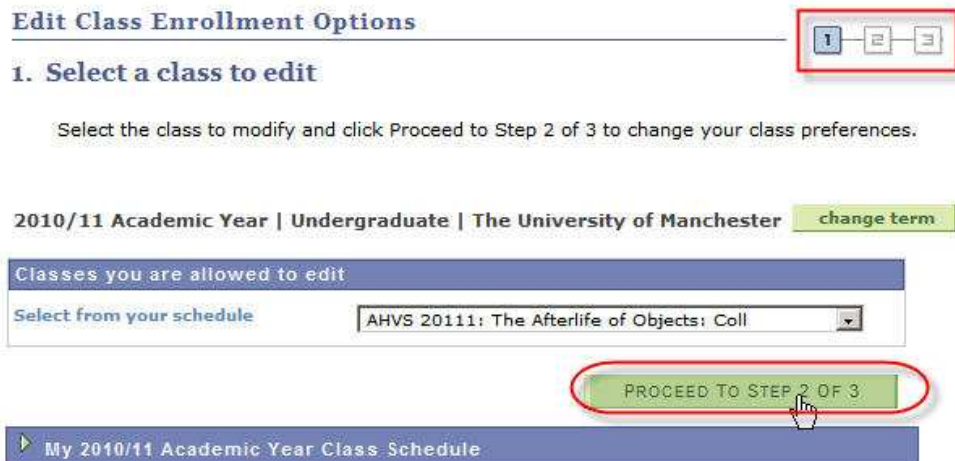 Edit Class Enrollment Options
1 2 3
1. Select a class to edit
Select the class to modify and click Proceed to Step 2 of 3 to change your class preferences.
2010/11 Academic Year | Undergraduate | The University of Manchester change term
Classes you are allowed to edit
Select from your schedule AHVS 20111: The Afterlife of Objects: Coll
PROCEED TO STEP 2 OF 3
My 2010/11 Academic Year Class Schedule